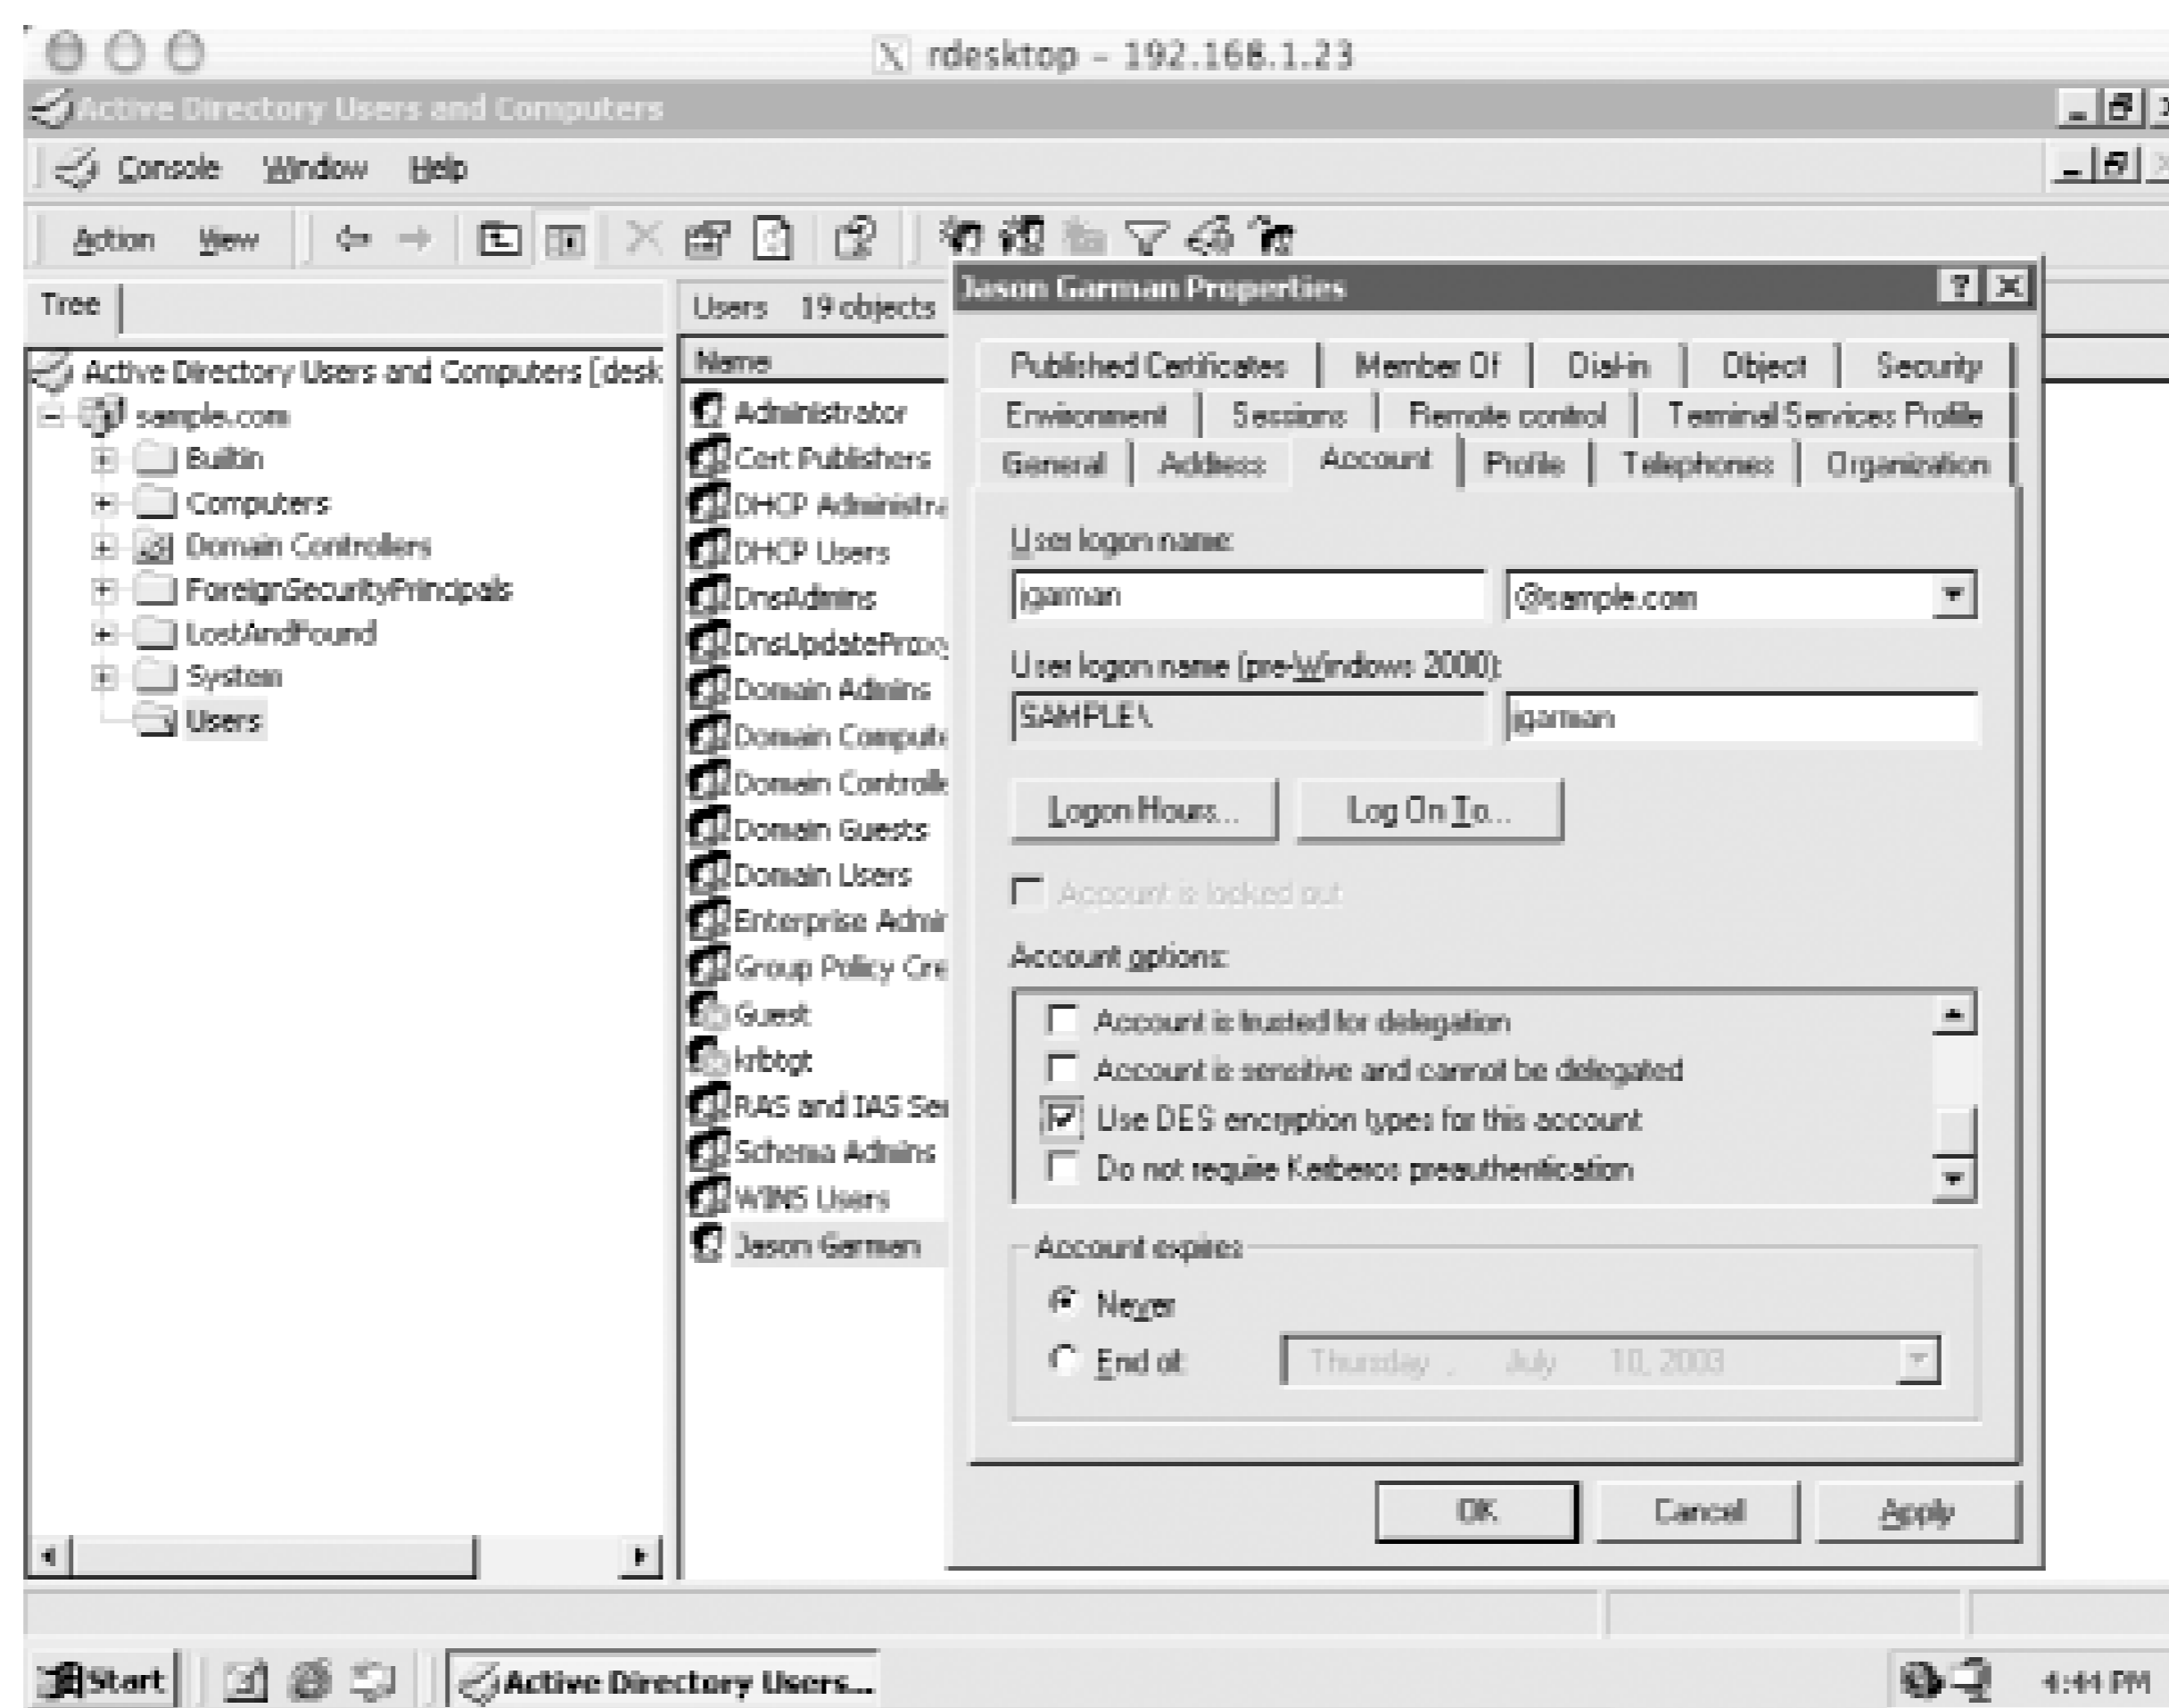 rdesktop - 192.168.1.23
Active Directory Users and Computers
Console Window Help
Action View
Tree
Users 19 objects
Active Directory Users and Computers [desk
sample.com
Builtin
Computers
Domain Controllers
ForeignSecurityPrincipals
LostAndFound
System
Users
Name
Administrator
Cert Publishers
DHCP Administra
DHCP Users
DnsAdmins
DnsUpdateProxy
Domain Admins
Domain Compute
Domain Controlle
Domain Guests
Domain Users
Enterprise Admin
Group Policy Cre
Guest
krbtgt
RAS and IAS Ser
Schema Admins
WINS Users
Jason Garman
Jason Garman Properties
Published Certificates Member Of Dial-in Object Security
Environment Sessions Remote control Terminal Services Profile
General Address Account Profile Telephones Organization
User logon name:
jgarman @sample.com
User logon name (pre-Windows 2000):
SAMPLE\ jgarman
Logon Hours... Log On To...
Account is locked out
Account options:
Account is trusted for delegation
Account is sensitive and cannot be delegated
Use DES encryption types for this account
Do not require Kerberos preauthentication
Account expires
Never
End of: Thursday , July 10, 2003
OK Cancel Apply
Start Active Directory Users... 4:44 PM